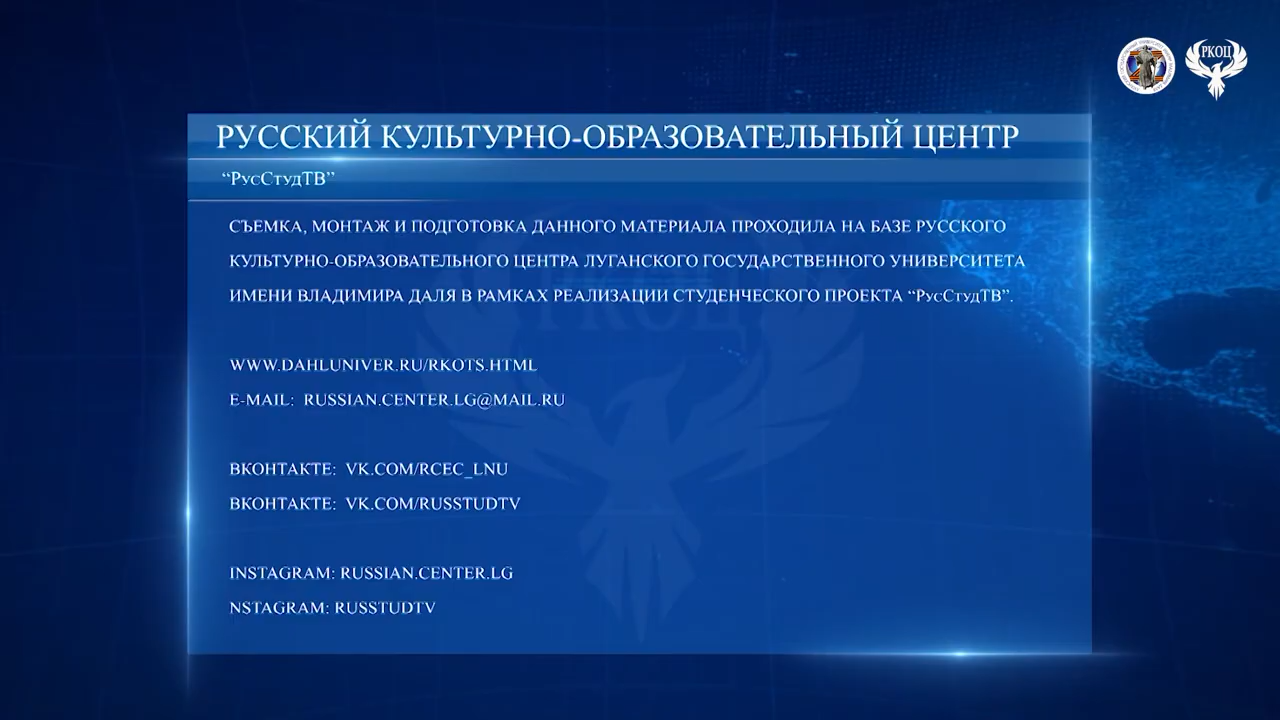 РКОЦ
РУССКИЙ КУЛЬТУРНО-ОБРАЗОВАТЕЛЬНЫЙ ЦЕНТР
“РусСтудТВ”
СЪЕМКА, МОНТАЖ И ПОДГОТОВКА ДАННОГО МАТЕРИАЛА ПРОХОДИЛА НА БАЗЕ РУССКОГО
КУЛЬТУРНО-ОБРАЗОВАТЕЛЬНОГО ЦЕНТРА ЛУГАНСКОГО ГОСУДАРСТВЕННОГО УНИВЕРСИТЕТА
ИМЕНИ ВЛАДИМИРА ДАЛЯ В РАМКАХ РЕАЛИЗАЦИИ СТУДЕНЧЕСКОГО ПРОЕКТА “РусСтудТВ”.
РКОЦ
WWW.DAHLUNIVER.RU/RKOTS.HTML
E-MAIL: RUSSIAN.CENTER.LG@MAIL.RU
ВКОНТАКТЕ: VK.COM/RCEC_LNU
ВКОНТАКТЕ: VK.COM/RUSSTUDTV
INSTAGRAM: RUSSIAN.CENTER.LG
NSTAGRAM: RUSSTUDTV